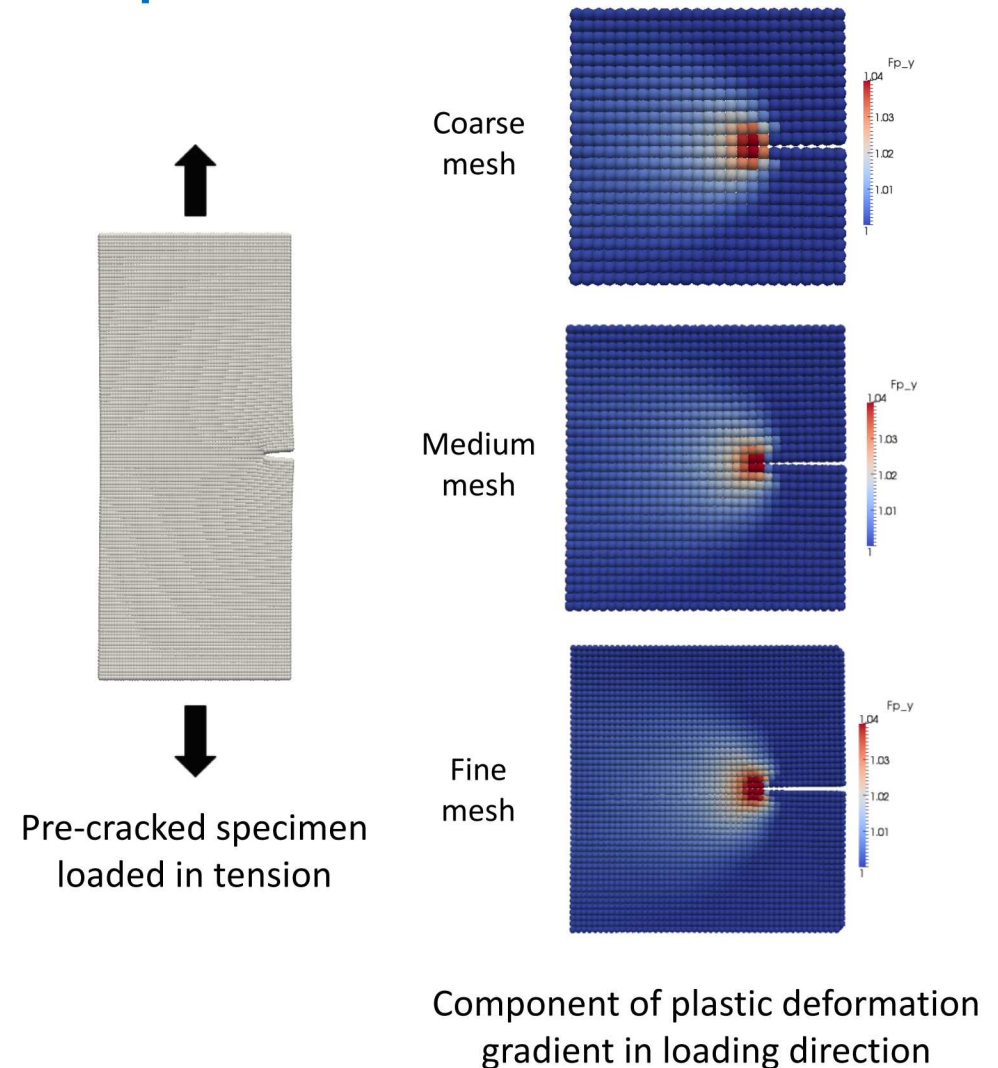 Coarse
mesh
Fp_y
1.04
1.03
1.02
1.01
1
Medium
mesh
Fp_y
1.04
1.03
1.02
1.01
1
Fine
mesh
Fp_y
1.04
1.03
1.02
1.01
1
Pre-cracked specimen
loaded in tension
Component of plastic deformation
gradient in loading direction